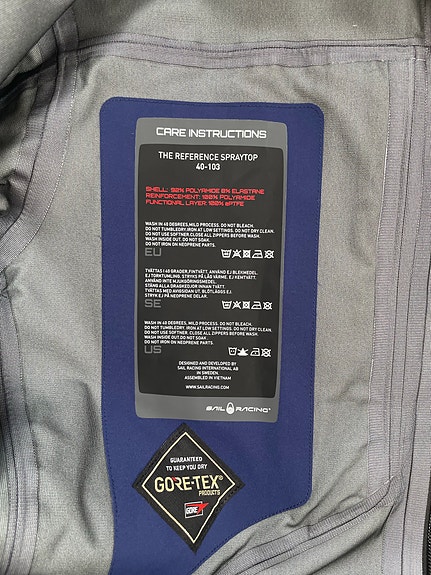 CARE INSTRUCTIONS
THE REFERENCE SPRAYTOP
40-103
SHELL: 92% POLYAMIDE 8% ELASTANE
REINFORCEMENT: 100% POLYAMIDE
FUNCTIONAL LAYER: 100% ePTFE
WASH IN 40 DEGREES, MILD PROCESS. DO NOT BLEACH.
DO NOT TUMBLEDRY. IRON AT LOW SETTINGS. DO NOT DRY CLEAN.
DO NOT USE SOFTNER. CLOSE ALL ZIPPERS BEFORE WASH.
WASH INSIDE OUT. DO NOT SOAK.
DO NOT IRON ON NEOPRENE PARTS.
EU
TVÄTTAS I 40 GRADER, FINTVÄTT, ANVÄND EJ BLEKMEDEL.
EJ TORKTUMLING. STRYKS PÅ LÅG VÄRME. EJ KEMTVÄTT.
ANVÄND INTE MJUKGÖRINGSMEDEL.
STÄNG ALLA DRAGKEDJOR INNAN TVÄTT.
TVÄTTAS MED AVIGSIDAN UT. BLÖTLÄGGS EJ.
STRYK EJ PÅ NEOPRENE DELAR.
SE
WASH IN 40 DEGREES, MILD PROCESS. DO NOT BLEACH.
DO NOT TUMBLEDRY. IRON AT LOW SETTINGS. DO NOT DRY CLEAN.
DO NOT USE SOFTNER. CLOSE ALL ZIPPERS BEFORE WASH.
WASH INSIDE OUT. DO NOT SOAK.
DO NOT IRON ON NEOPRENE PARTS.
US
DESIGNED AND DEVELOPED BY
SAIL RACING INTERNATIONAL AB
IN SWEDEN.
ASSEMBLED IN VIETNAM
WWW.SAILRACING.COM
SAIL RACING
GUARANTEED
TO KEEP YOU DRY
GORE-TEX®
PRODUCTS
GORE